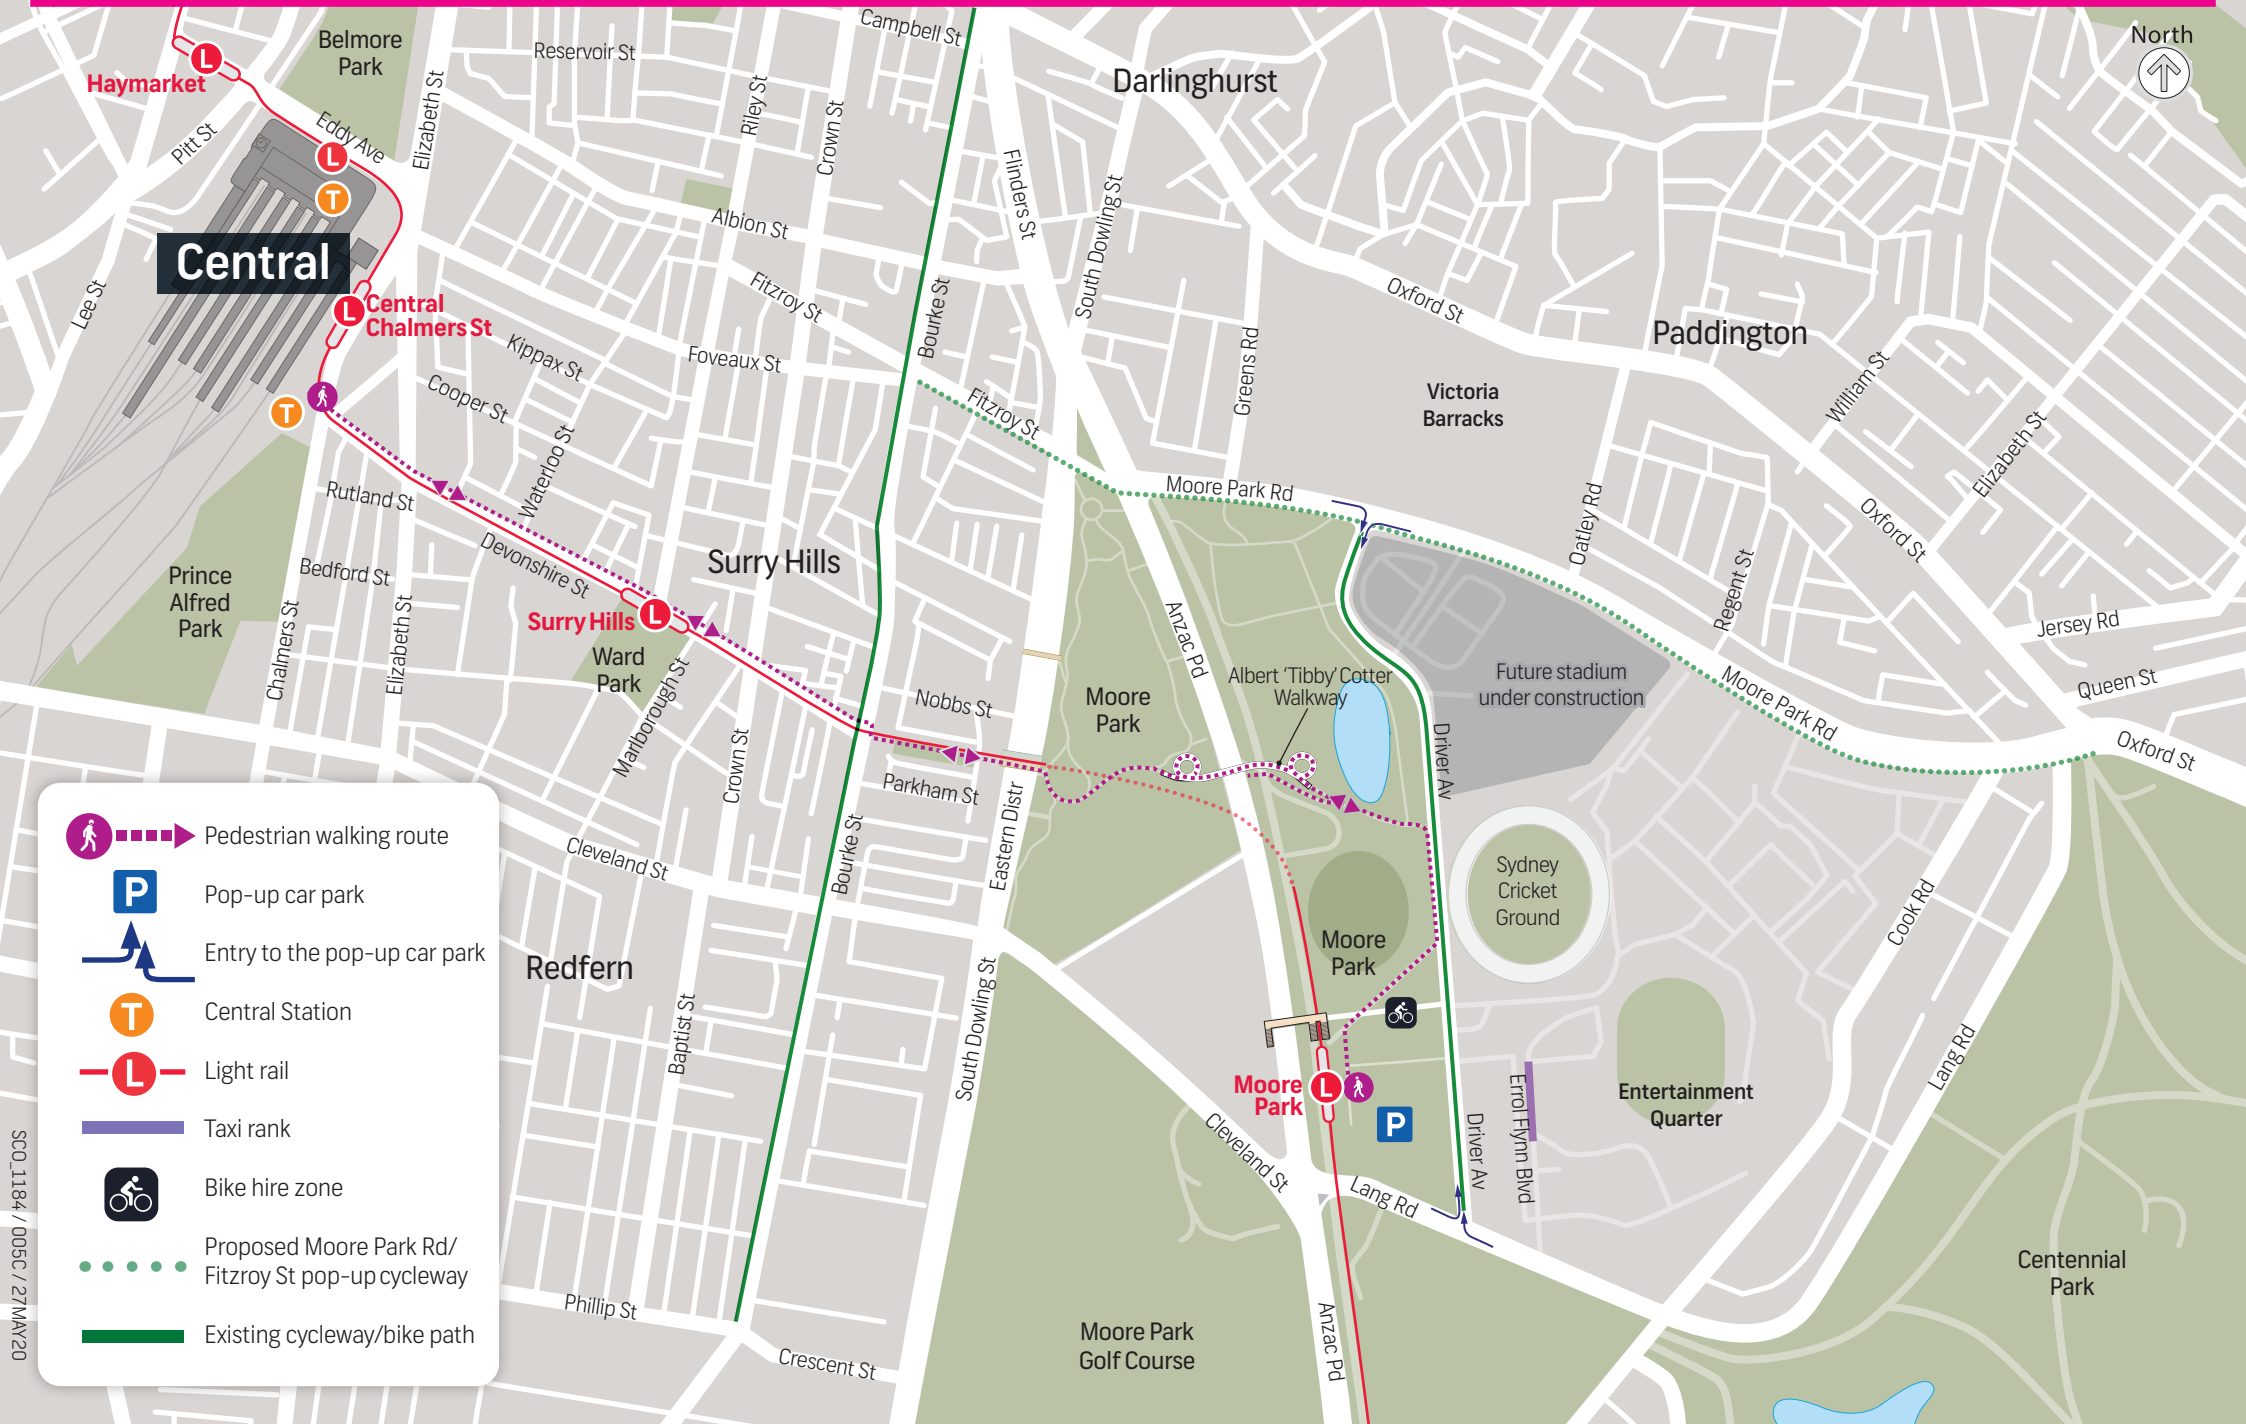 North
Haymarket
Belmore
Park
Reservoir St
Campbell St
Darlinghurst
Pitt St
Eddy Ave
Elizabeth St
Riley St
Crown St
Flinders St
South Dowling St
L
L
T
Albion St
Central
Lee St
Fitzroy St
Bourke St
Oxford St
Greens Rd
Paddington
L
Central
Chalmers St
Kippax St
Foveaux St
Cooper St
Fitzroy St
Victoria
Barracks
William St
Elizabeth St
T
Rutland St
Waterloo St
Moore Park Rd
Oatley Rd
Oxford St
Devonshire St
Surry Hills
Bedford St
Prince
Alfred
Park
Chalmers St
Elizabeth St
Surry Hills
L
Ward
Park
Marlborough St
Crown St
Nobbs St
Parkham St
Eastern Distr
Anzac Pd
Moore
Park
Albert ‘Tibby’ Cotter
Walkway
Driver Av
Future stadium
under construction
Regent St
Moore Park Rd
Jersey Rd
Queen St
Oxford St
Cleveland St
Bourke St
Sydney
Cricket
Ground
Moore
Park
Cook Rd
Lang Rd
Redfern
Baptist St
South Dowling St
Moore
Park
L
P
Cleveland St
Lang Rd
Driver Av
Errol Flynn Blvd
Entertainment
Quarter
Centennial
Park
Phillip St
Crescent St
Moore Park
Golf Course
Anzac Pd
Pedestrian walking route
P
Pop-up car park
Entry to the pop-up car park
T
Central Station
L
Light rail
Taxi rank
Bike hire zone
Proposed Moore Park Rd/
Fitzroy St pop-up cycleway
Existing cycleway/bike path
SCO_1184 / 005C / 27MAY20